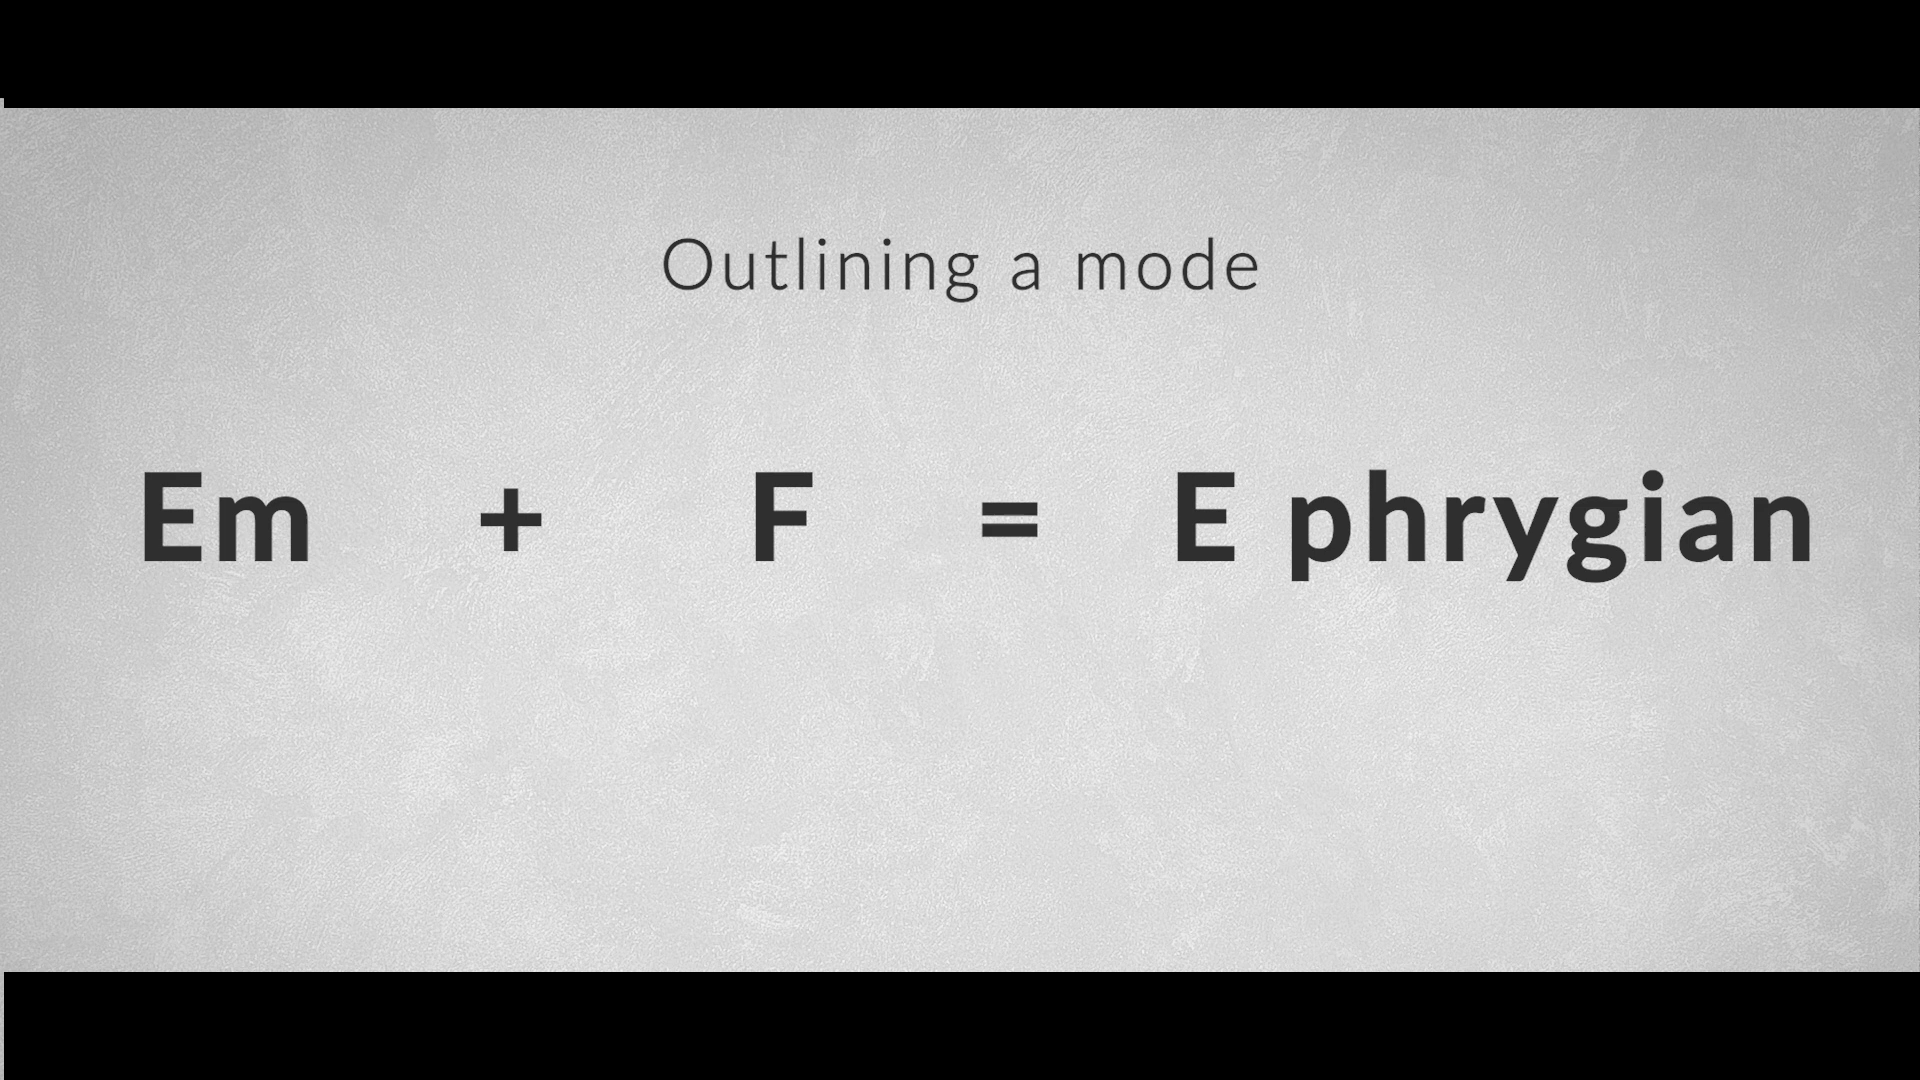 Outlining a mode
Em + F = E phrygian